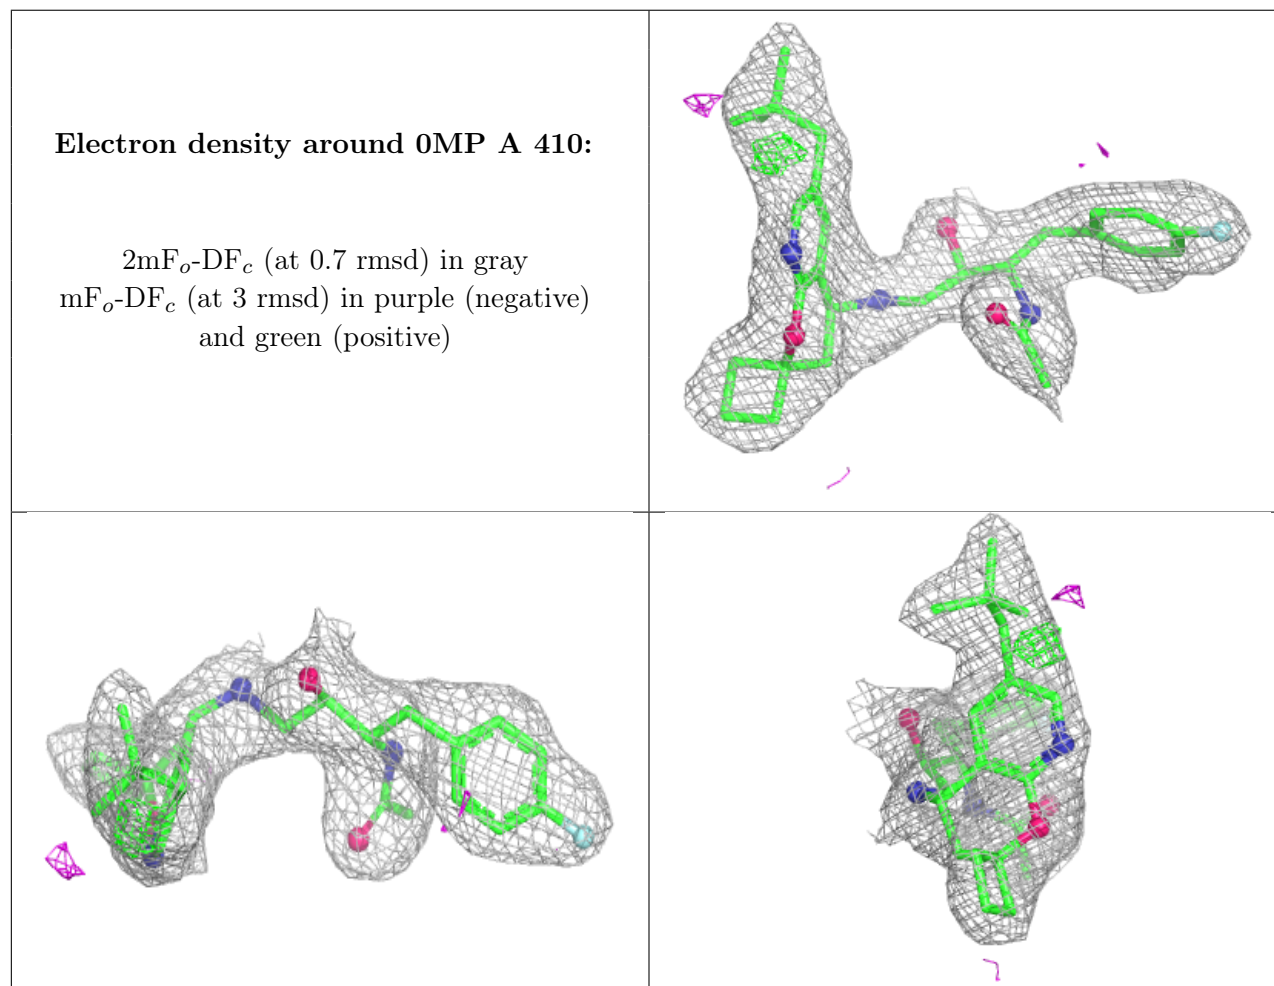 Electron density around 0MP A 410:
2mFo-DFc (at 0.7 rmsd) in gray
mFo-DFc (at 3 rmsd) in purple (negative)
and green (positive)